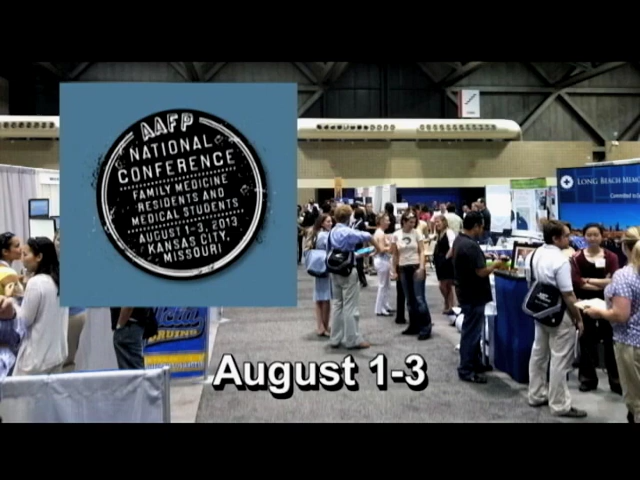 AAFP
NATIONAL
CONFERENCE
FAMILY MEDICINE
RESIDENTS AND
MEDICAL STUDENTS
AUGUST 1-3, 2013
KANSAS CITY,
MISSOURI
LONG BEACH MEMO
August 1-3